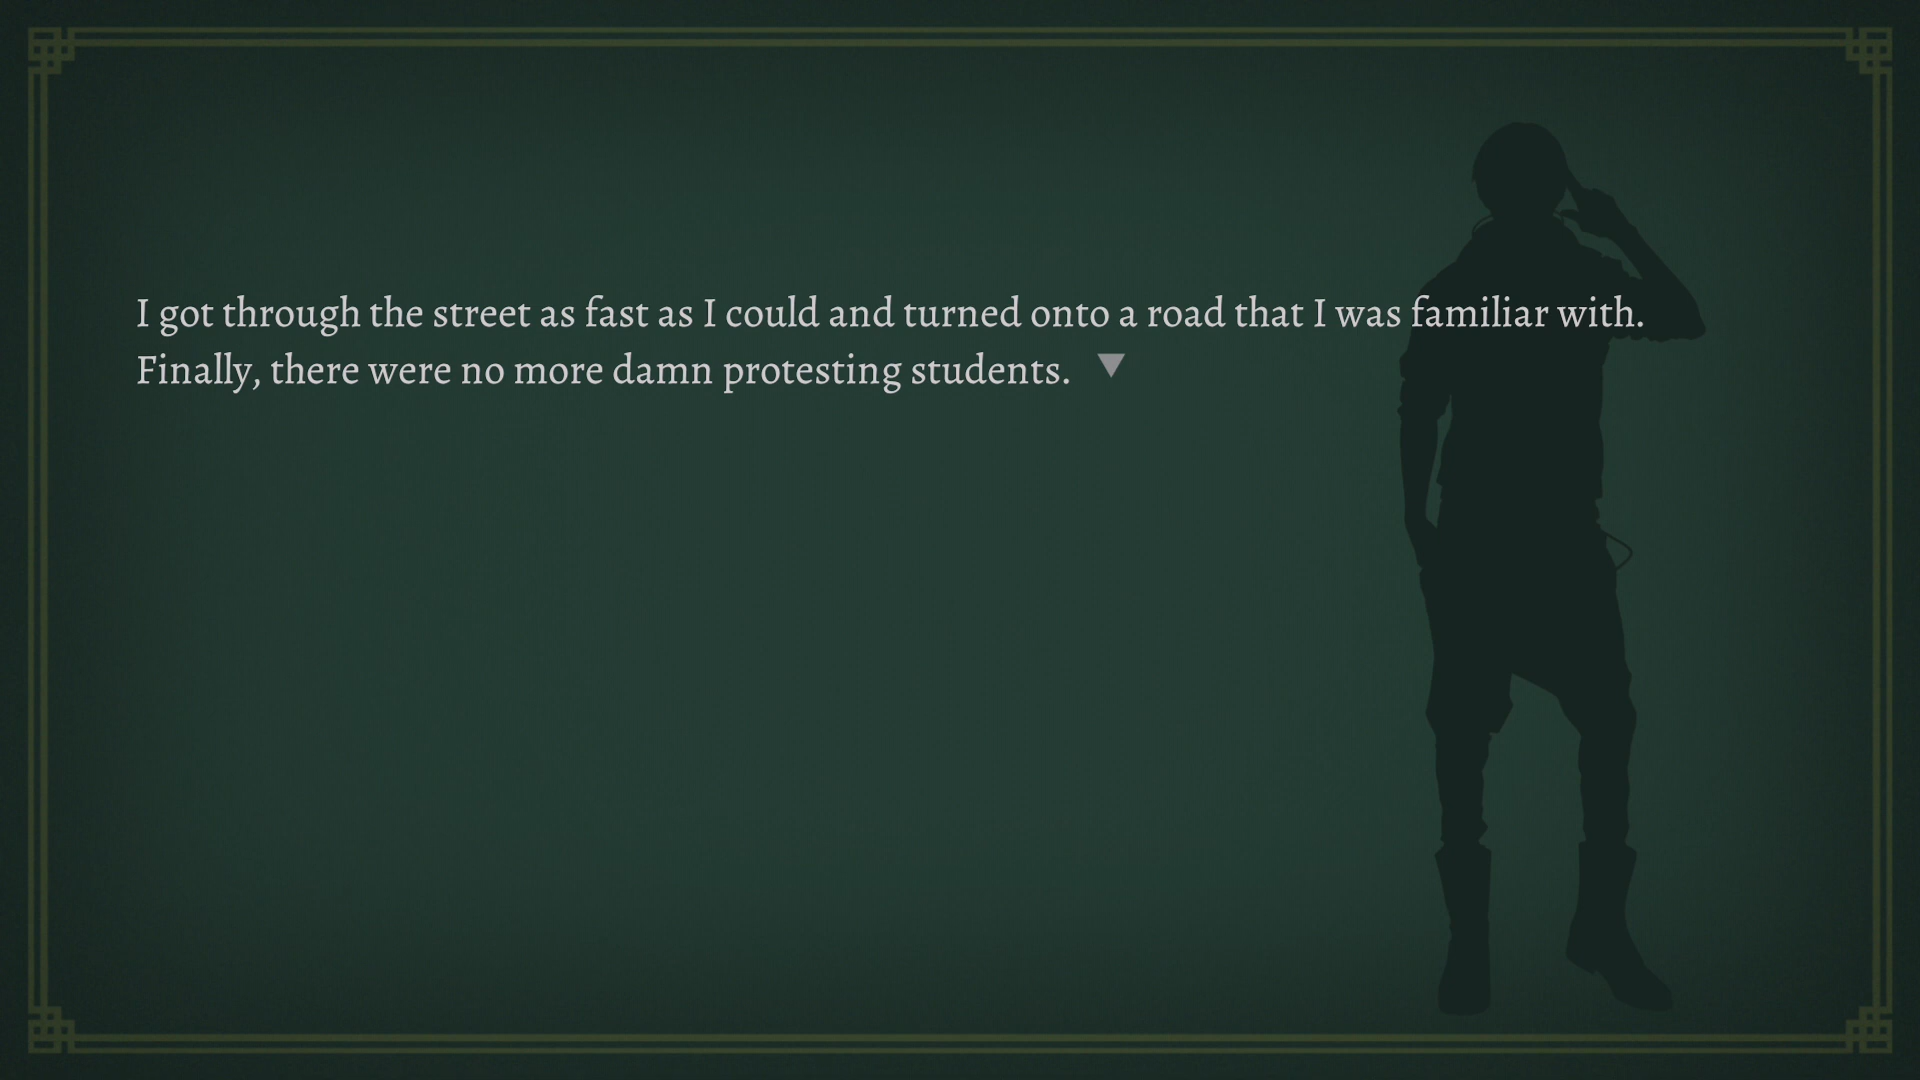 I got through the street as fast as I could and turned onto a road that I was familiar with.
Finally, there were no more damn protesting students.